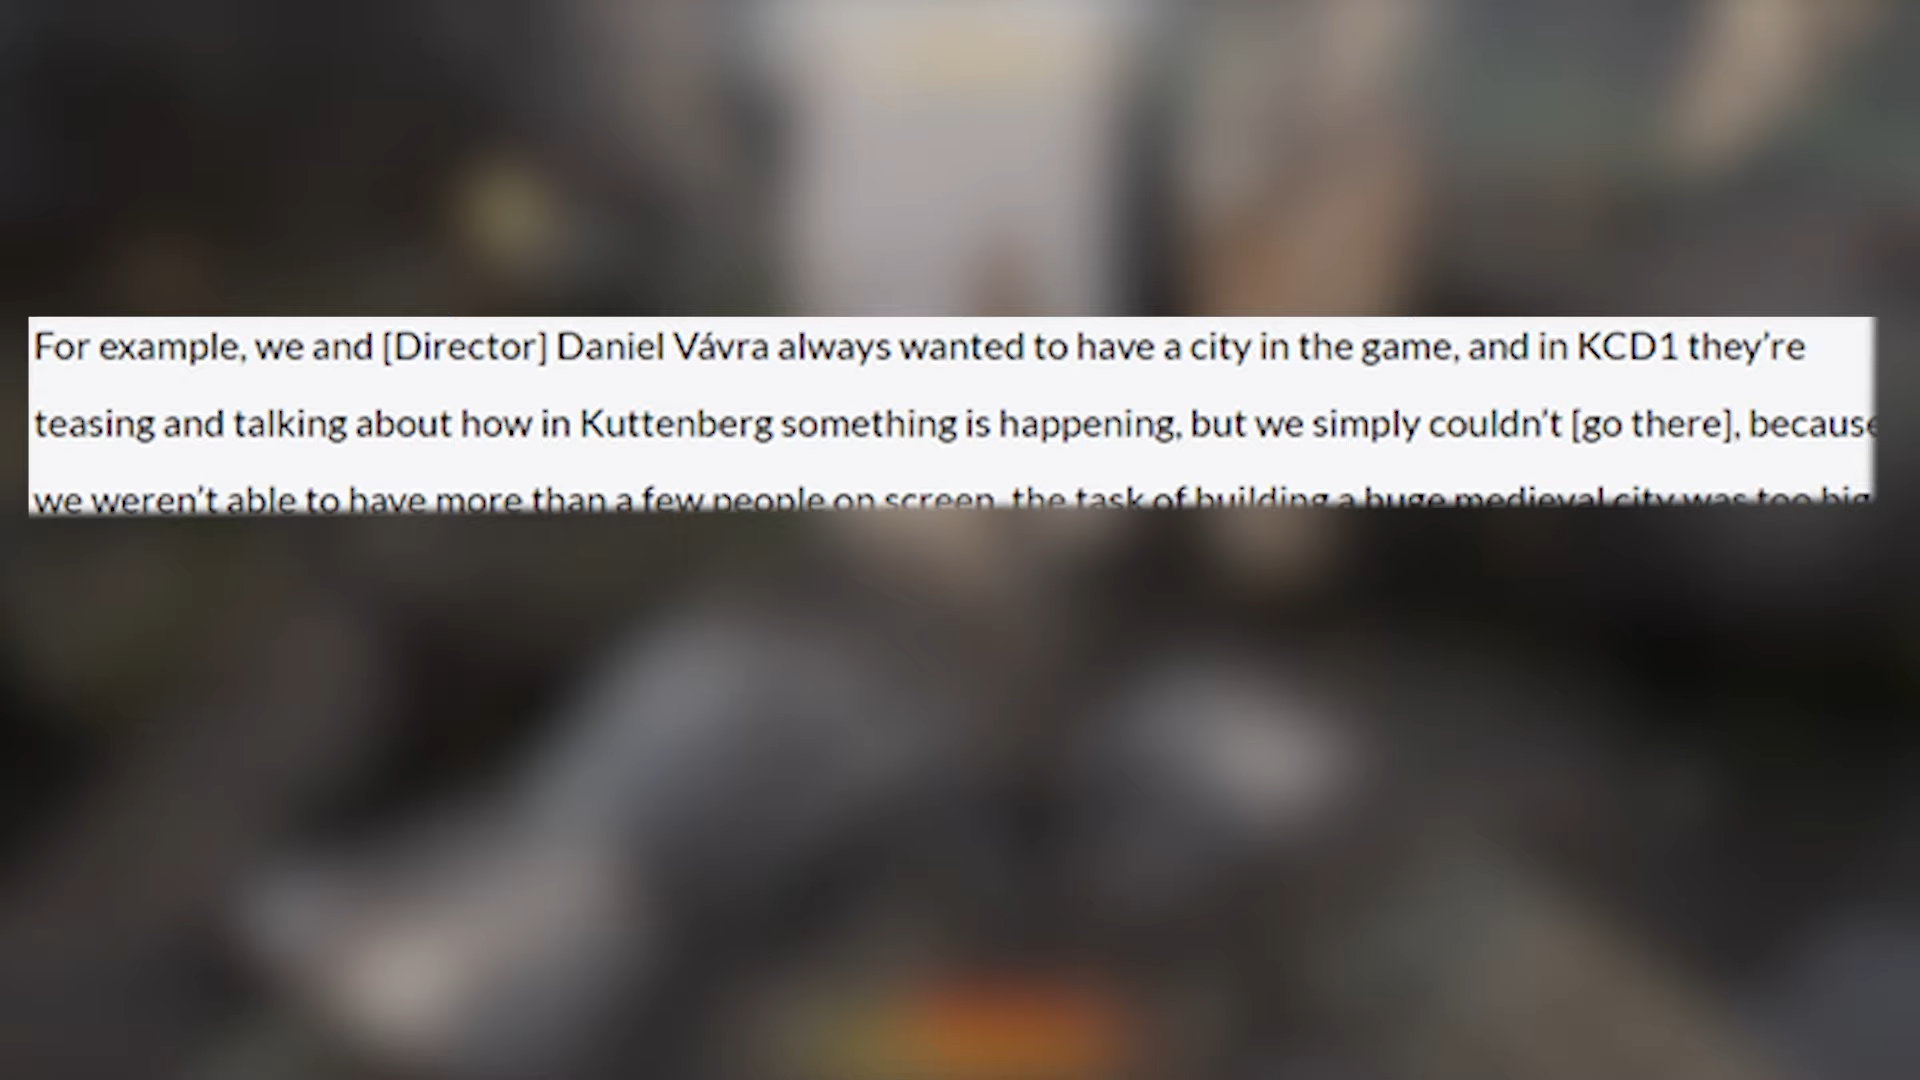 For example, we and [Director] Daniel Vávra always wanted to have a city in the game, and in KCD1 they’re
teasing and talking about how in Kuttenberg something is happening, but we simply couldn’t [go there], because
we weren’t able to have more than a few people on screen, the task of building a huge medieval city was too big